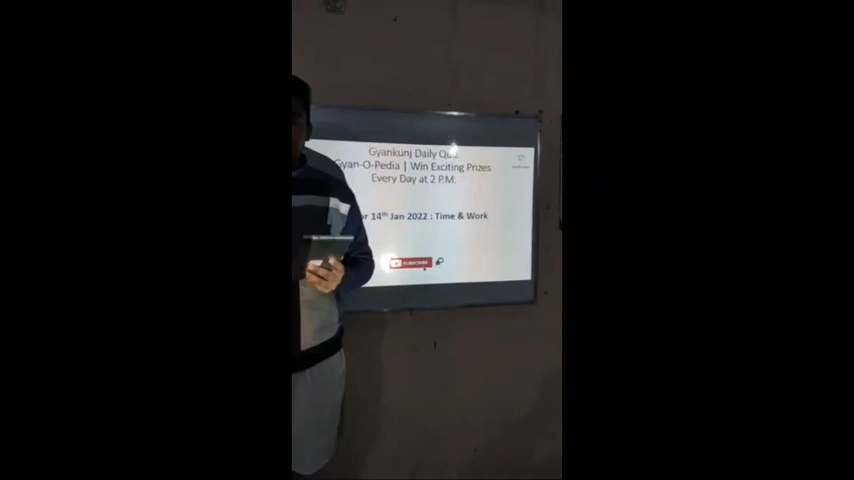 Gyankunj Daily Quiz
Gyan-O-Pedia | Win Exciting Prizes
Every Day at 2 P.M.
14th Jan 2022 : Time & Work
SUBSCRIBE